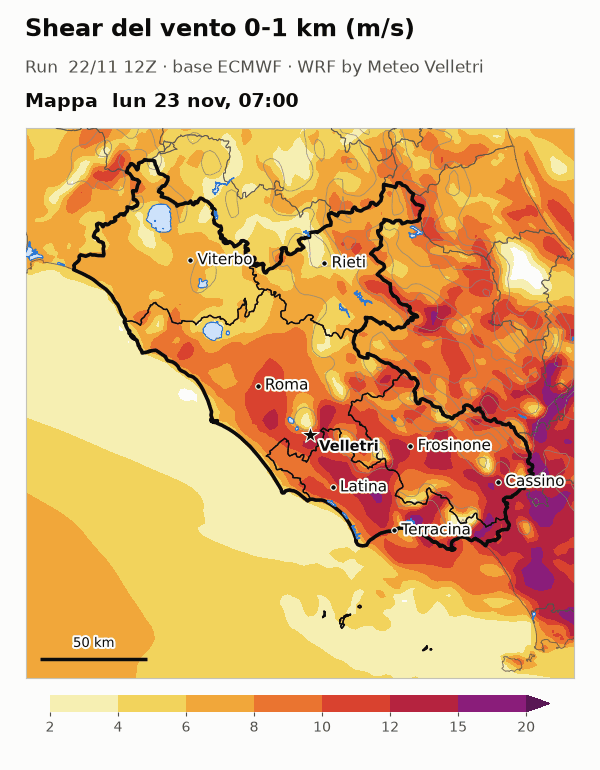 Shear del vento 0-1 km (m/s)
Run  22/11 12Z · base ECMWF · WRF by Meteo Velletri
Mappa  lun 23 nov, 07:00
Viterbo
Rieti
Roma
Velletri
Frosinone
Latina
Cassino
Terracina
50 km
2 4 6 8 10 12 15 20